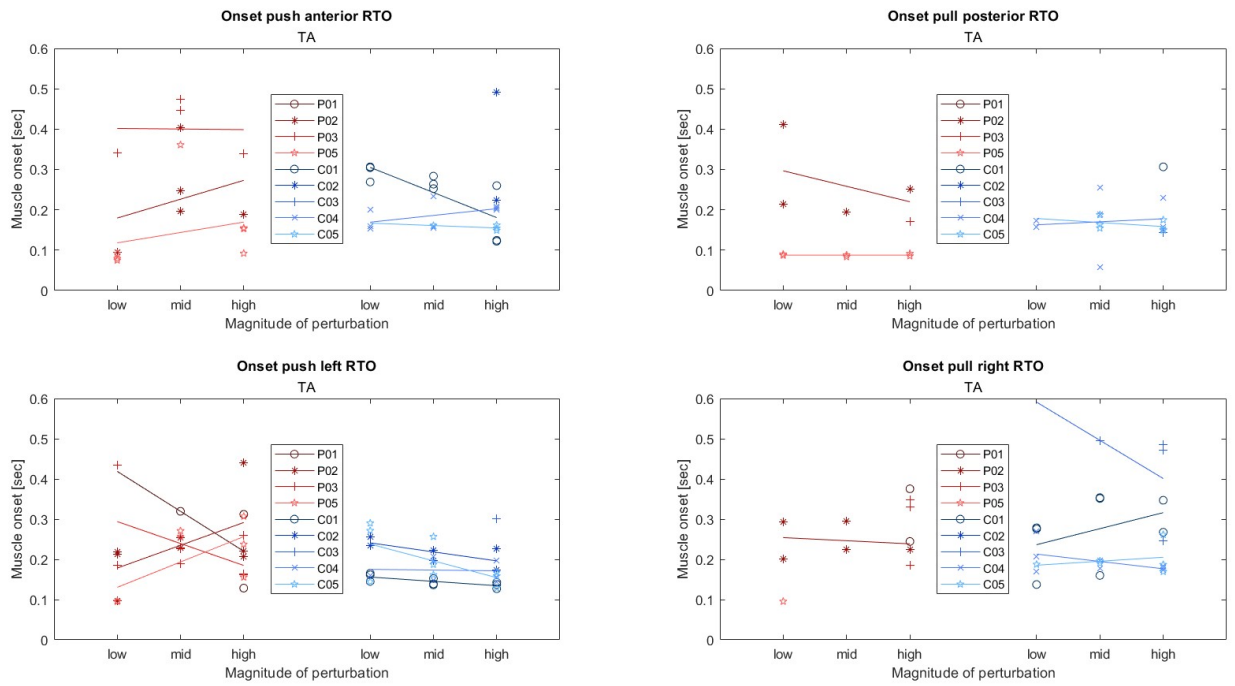 Onset push anterior RTO
TA
0.6
0.5
0.4
0.3
0.2
0.1
0
Muscle onset [sec]
P01
P02
P03
P05
C01
C02
C03
C04
C05
low mid high low mid high
Magnitude of perturbation
Onset pull posterior RTO
TA
0.6
0.5
0.4
0.3
0.2
0.1
0
Muscle onset [sec]
P01
P02
P03
P05
C01
C02
C03
C04
C05
low mid high low mid high
Magnitude of perturbation
Onset push left RTO
TA
0.6
0.5
0.4
0.3
0.2
0.1
0
Muscle onset [sec]
P01
P02
P03
P05
C01
C02
C03
C04
C05
low mid high low mid high
Magnitude of perturbation
Onset pull right RTO
TA
0.6
0.5
0.4
0.3
0.2
0.1
0
Muscle onset [sec]
P01
P02
P03
P05
C01
C02
C03
C04
C05
low mid high low mid high
Magnitude of perturbation